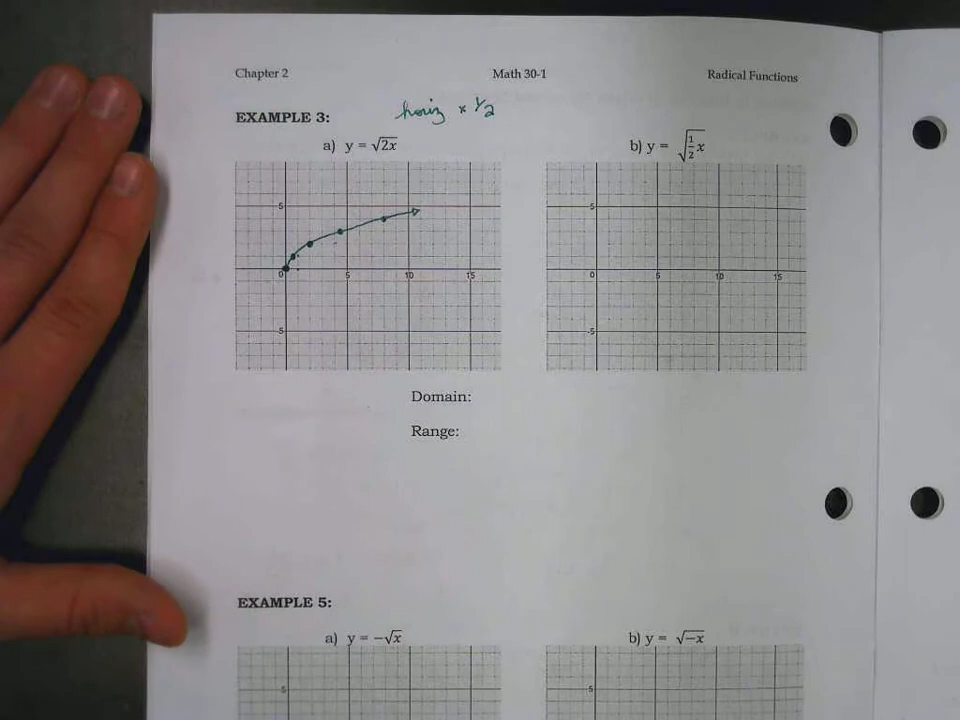 Chapter 2 Math 30-1 Radical Functions
EXAMPLE 3: horiz × 1/2
a) y = √2x b) y = √½x
5 5
0 5 10 15 0 5 10 15
-5 -5
Domain:
Range:
EXAMPLE 5:
a) y = −√x b) y = √−x
5 5